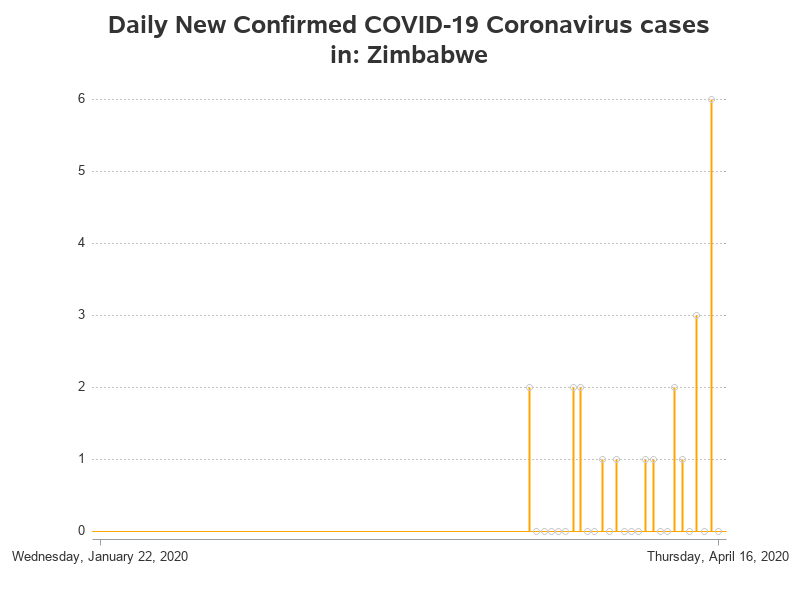 Daily New Confirmed COVID-19 Coronavirus cases
in: Zimbabwe
6
5
4
3
2
1
0
Wednesday, January 22, 2020
Thursday, April 16, 2020